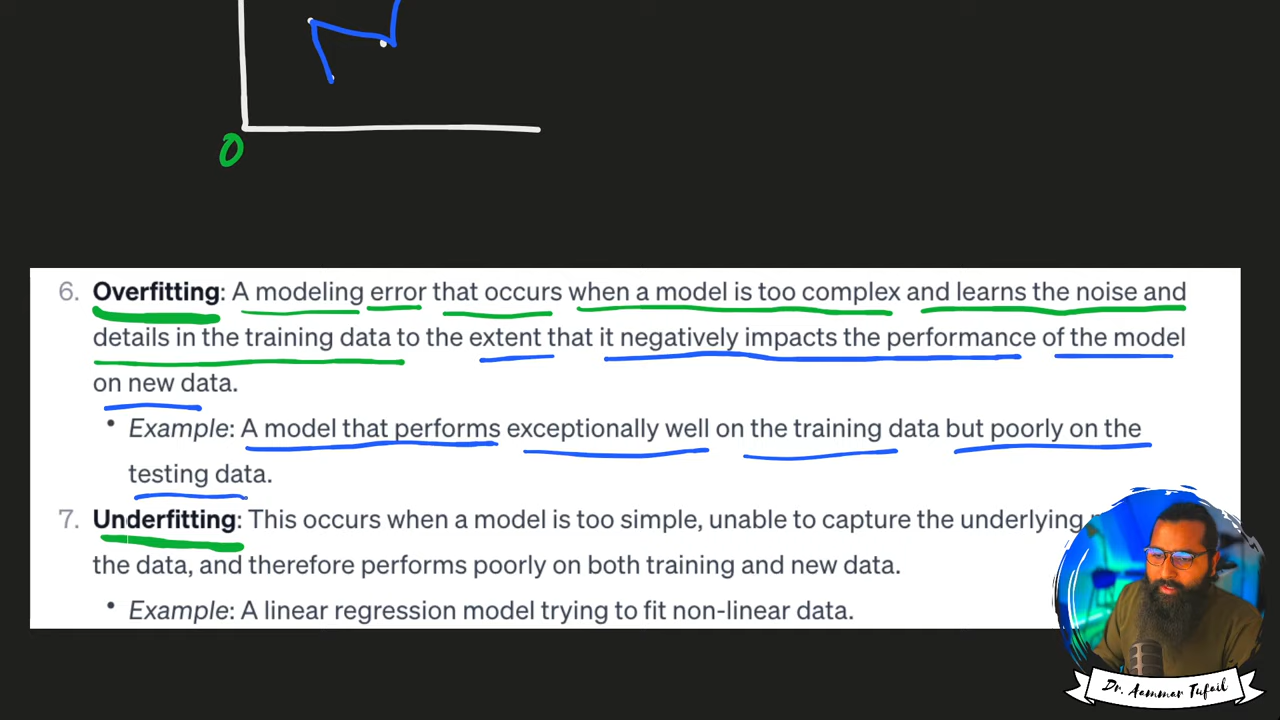 0
6. Overfitting: A modeling error that occurs when a model is too complex and learns the noise and
details in the training data to the extent that it negatively impacts the performance of the model
on new data.
• Example: A model that performs exceptionally well on the training data but poorly on the
testing data.
7. Underfitting: This occurs when a model is too simple, unable to capture the underlying
the data, and therefore performs poorly on both training and new data.
• Example: A linear regression model trying to fit non-linear data.
Dr. Aammar Tufail